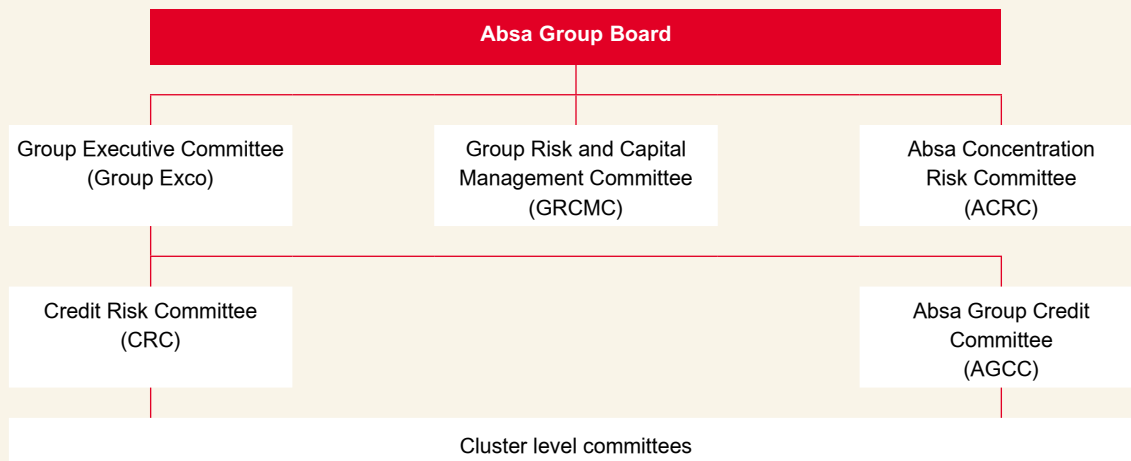 Absa Group Board
Group Executive Committee
(Group Exco)
Group Risk and Capital
Management Committee
(GRCMC)
Absa Concentration
Risk Committee
(ACRC)
Credit Risk Committee
(CRC)
Absa Group Credit
Committee
(AGCC)
Cluster level committees